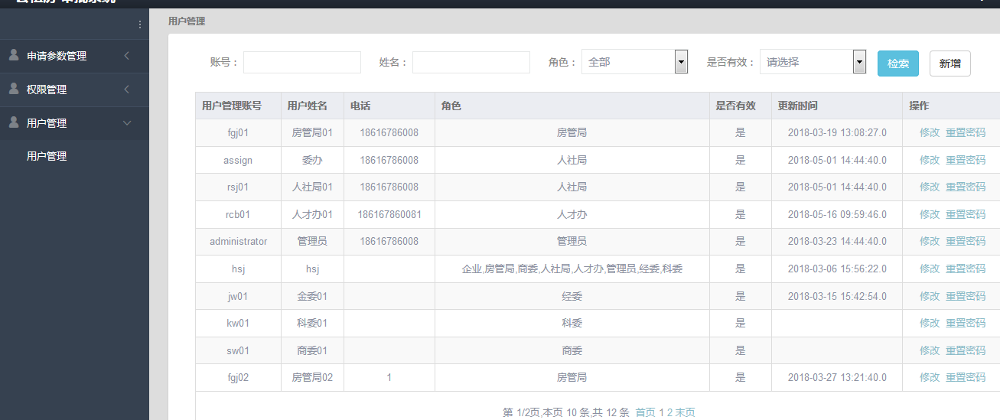 用户管理
申请参数管理
权限管理
用户管理
用户管理
账号： 姓名： 角色： 全部 是否有效： 请选择 检索 新增
用户管理账号 用户姓名 电话 角色 是否有效 更新时间 操作
fgj01 房管局01 18616786008 房管局 是 2018-03-19 13:08:27.0 修改 重置密码
assign 委办 18616786008 人社局 是 2018-05-01 14:44:40.0 修改 重置密码
rsj01 人社局01 18616786008 人社局 是 2018-05-01 14:44:40.0 修改 重置密码
rcb01 人才办01 186167860081 人才办 是 2018-05-16 09:59:46.0 修改 重置密码
administrator 管理员 18616786008 管理员 是 2018-03-23 14:44:40.0 修改 重置密码
hsj hsj 企业,房管局,商委,人社局,人才办,管理员,经委,科委 是 2018-03-06 15:56:22.0 修改 重置密码
jw01 金委01 经委 是 2018-03-15 15:42:54.0 修改 重置密码
kw01 科委01 科委 是 修改 重置密码
sw01 商委01 商委 是 修改 重置密码
fgj02 房管局02 1 房管局 是 2018-03-27 13:21:40.0 修改 重置密码
第 1/2页,本页 10 条,共 12 条 首页 1 2 末页